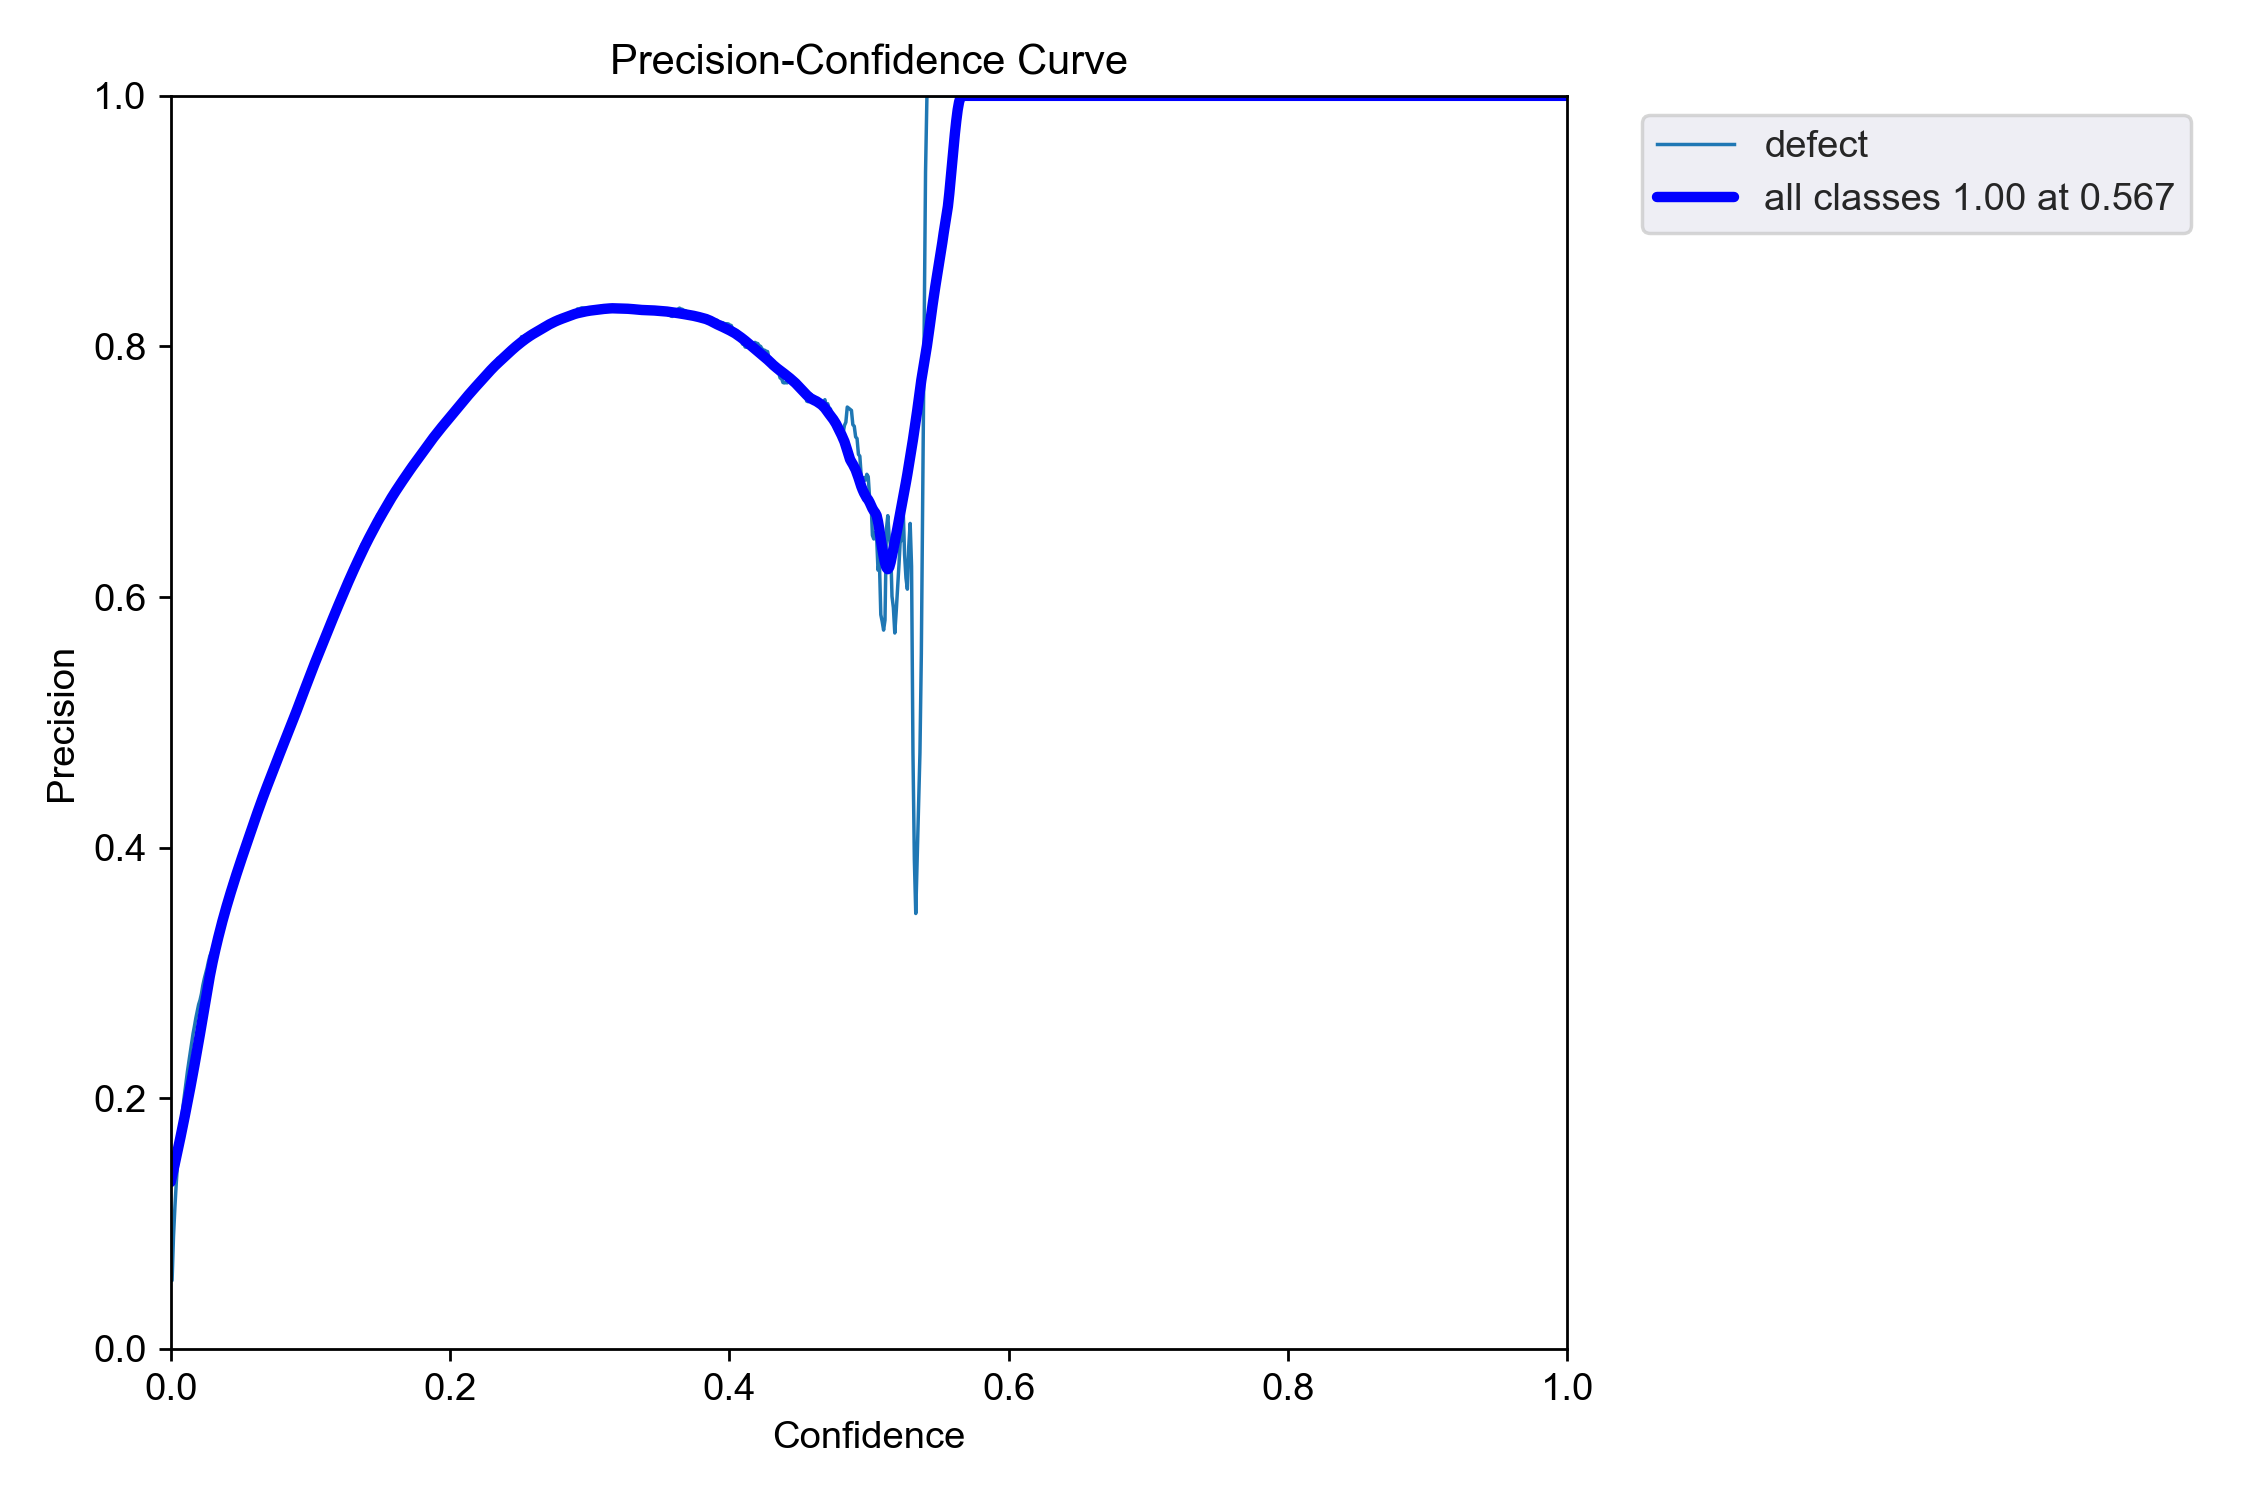 Precision-Confidence Curve
1.0
0.8
0.6
0.4
0.2
0.0
Precision
0.0 0.2 0.4 0.6 0.8 1.0
Confidence
defect
all classes 1.00 at 0.567